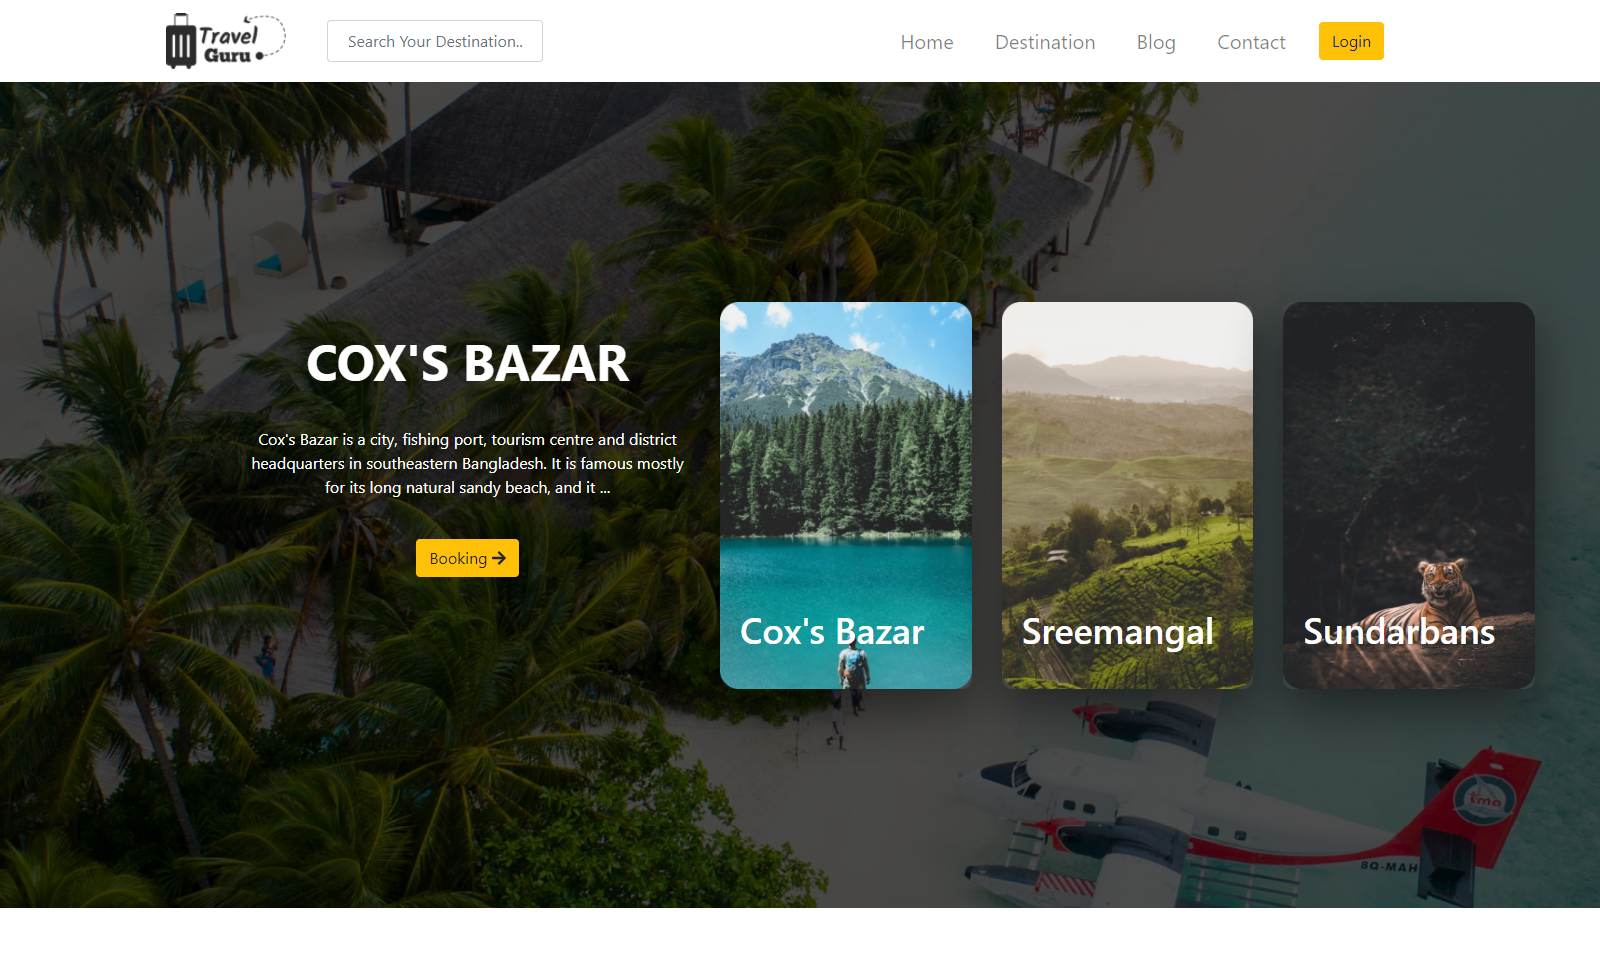 Travel
Guru
Search Your Destination..
Home
Destination
Blog
Contact
Login
COX'S BAZAR
Cox's Bazar is a city, fishing port, tourism centre and district
headquarters in southeastern Bangladesh. It is famous mostly
for its long natural sandy beach, and it ...
Booking
Cox's Bazar
Sreemangal
Sundarbans
tma
8Q-MAH